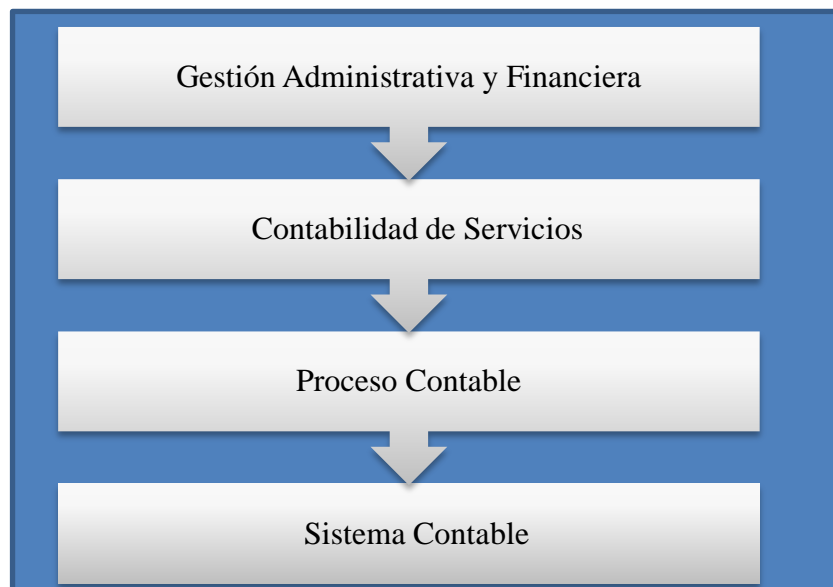 Gestión Administrativa y Financiera
Contabilidad de Servicios
Proceso Contable
Sistema Contable